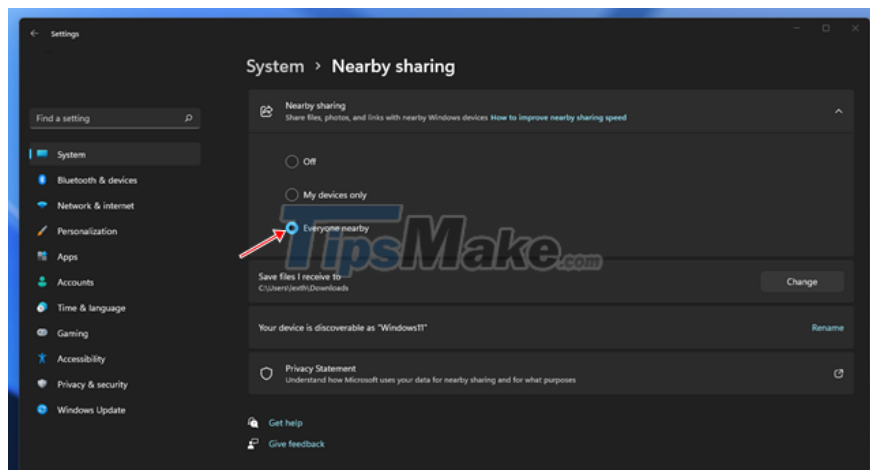 Settings
System > Nearby sharing
Find a setting
System
Bluetooth & devices
Network & internet
Personalization
Apps
Accounts
Time & language
Gaming
Accessibility
Privacy & security
Windows Update
Nearby sharing
Share files, photos, and links with nearby Windows devices How to improve nearby sharing speed
Off
My devices only
Everyone nearby
TipsMake.com
Save files I receive to
C:\Users\jexth\Downloads
Change
Your device is discoverable as "Windows11"
Rename
Privacy Statement
Understand how Microsoft uses your data for nearby sharing and for what purposes
Get help
Give feedback